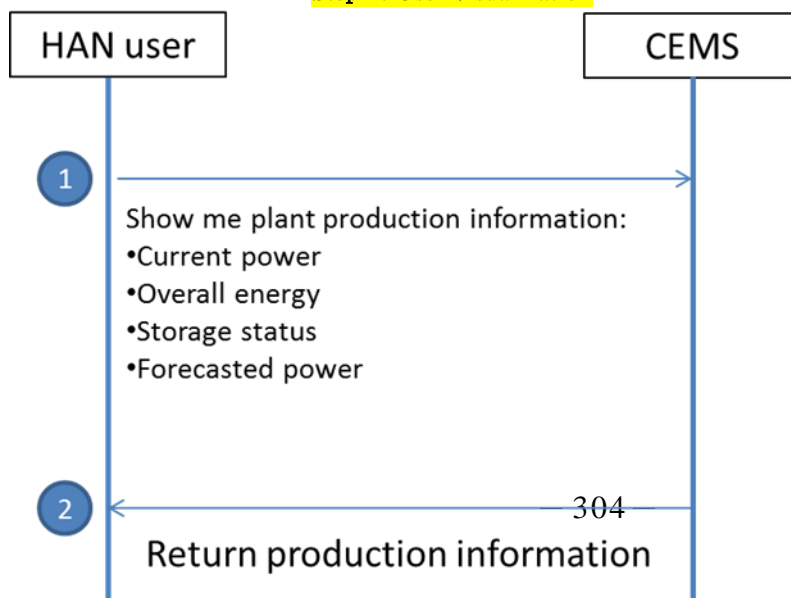 HAN user
CEMS
1
Show me plant production information:
•Current power
•Overall energy
•Storage status
•Forecasted power
2
– 304 –
Return production information